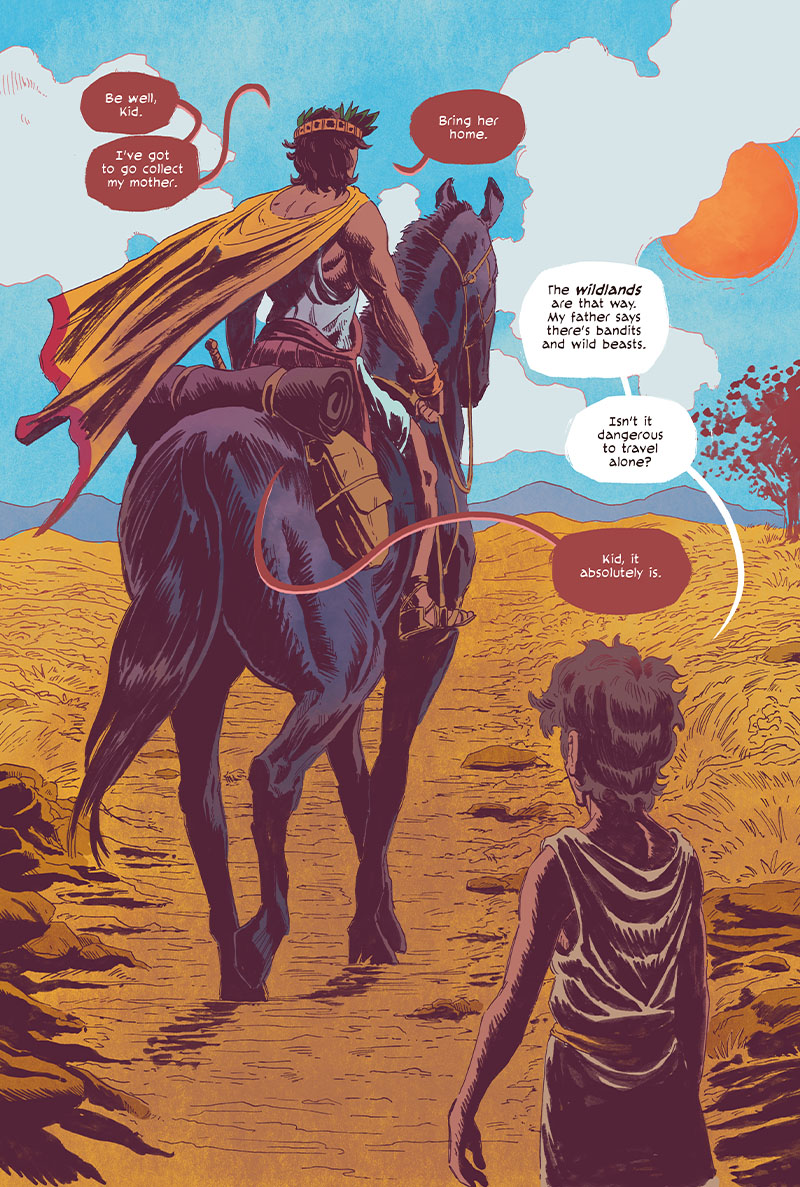 Be well,
Kid.
I've got
to go collect
my mother.
Bring her
home.
The wildlands
are that way.
My father says
there's bandits
and wild beasts.
Isn't it
dangerous
to travel
alone?
Kid, it
absolutely is.